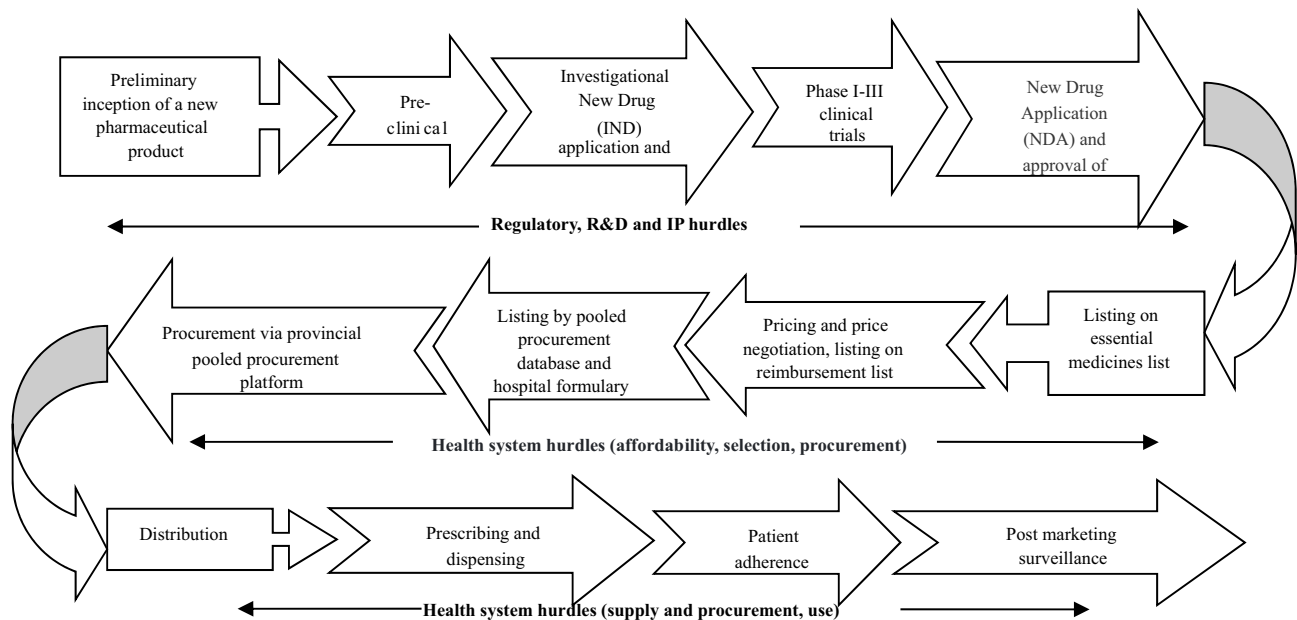 Preliminary
inception of a new
pharmaceutical
product
Pre-
clinical
Investigational
New Drug
(IND)
application and
Phase I-III
clinical
trials
New Drug
Application
(NDA) and
approval of
Regulatory, R&D and IP hurdles
Listing on
essential
medicines list
Pricing and price
negotiation, listing on
reimbursement list
Listing by pooled
procurement
database and
hospital formulary
Procurement via provincial
pooled procurement
platform
Health system hurdles (affordability, selection, procurement)
Distribution
Prescribing and
dispensing
Patient
adherence
Post marketing
surveillance
Health system hurdles (supply and procurement, use)